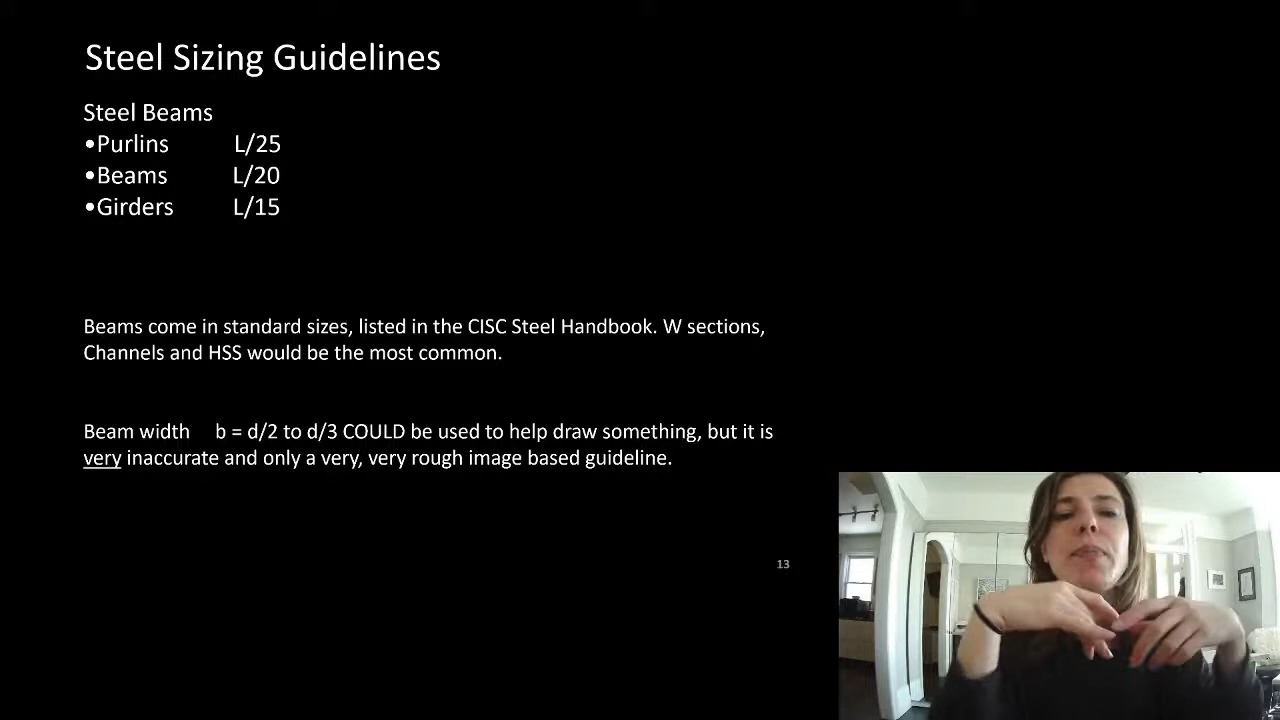 Steel Sizing Guidelines
Steel Beams
•Purlins L/25
•Beams L/20
•Girders L/15
Beams come in standard sizes, listed in the CISC Steel Handbook. W sections,
Channels and HSS would be the most common.
Beam width b = d/2 to d/3 COULD be used to help draw something, but it is
very inaccurate and only a very, very rough image based guideline.
13